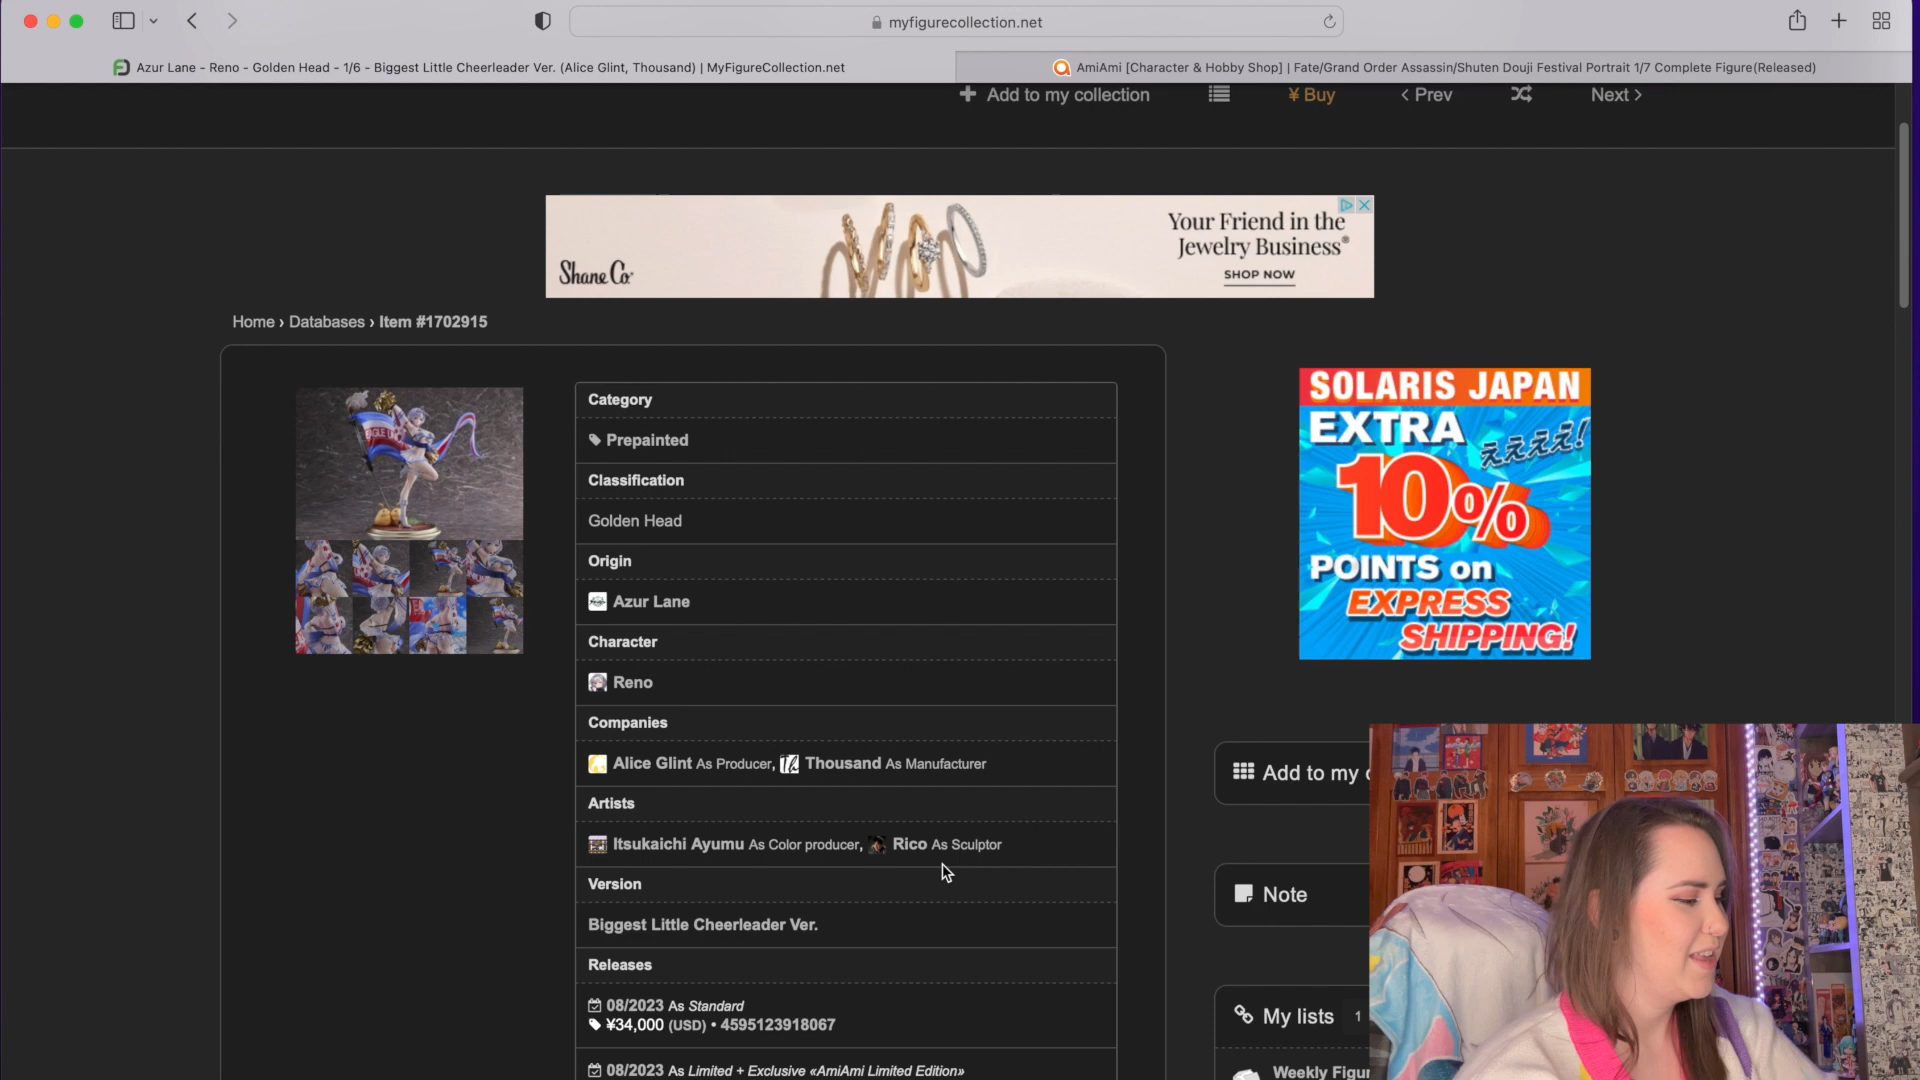 myfigurecollection.net
Azur Lane - Reno - Golden Head - 1/6 - Biggest Little Cheerleader Ver. (Alice Glint, Thousand) | MyFigureCollection.net
AmiAmi [Character & Hobby Shop] | Fate/Grand Order Assassin/Shuten Douji Festival Portrait 1/7 Complete Figure(Released)
Add to my collection
¥ Buy
‹ Prev
Next ›
Your Friend in the
Jewelry Business®
SHOP NOW
Shane Co.
Home › Databases › Item #1702915
Category
Prepainted
Classification
Golden Head
Origin
Azur Lane
Character
Reno
Companies
Alice Glint As Producer, Thousand As Manufacturer
Artists
Itsukaichi Ayumu As Color producer, Rico As Sculptor
Version
Biggest Little Cheerleader Ver.
Releases
08/2023 As Standard
¥34,000 (USD) • 4595123918067
08/2023 As Limited + Exclusive «AmiAmi Limited Edition»
SOLARIS JAPAN
EXTRA
ええええ!
10%
POINTS on
EXPRESS
SHIPPING!
Add to my
Note
My lists 1
Weekly Figur